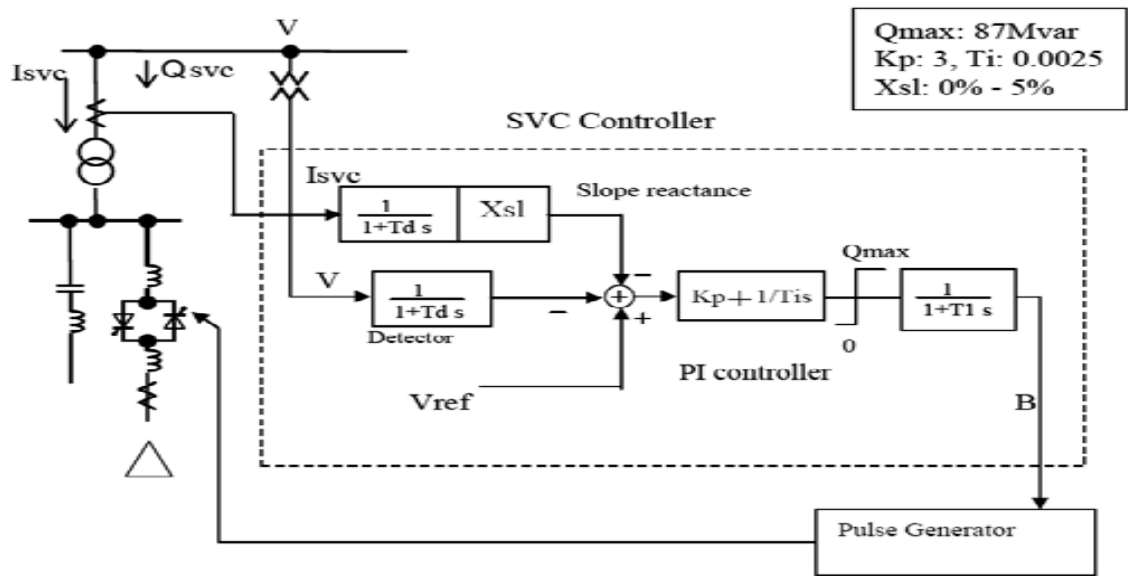 V
Isvc
Qsvc
Qmax: 87Mvar
Kp: 3, Ti: 0.0025
Xsl: 0% - 5%
SVC Controller
Isvc
1
1+Td s
Xsl
Slope reactance
V
1
1+Td s
Detector
−
−
+
+
Kp+1/Tis
Qmax
0
1
1+T1 s
PI controller
Vref
B
Pulse Generator